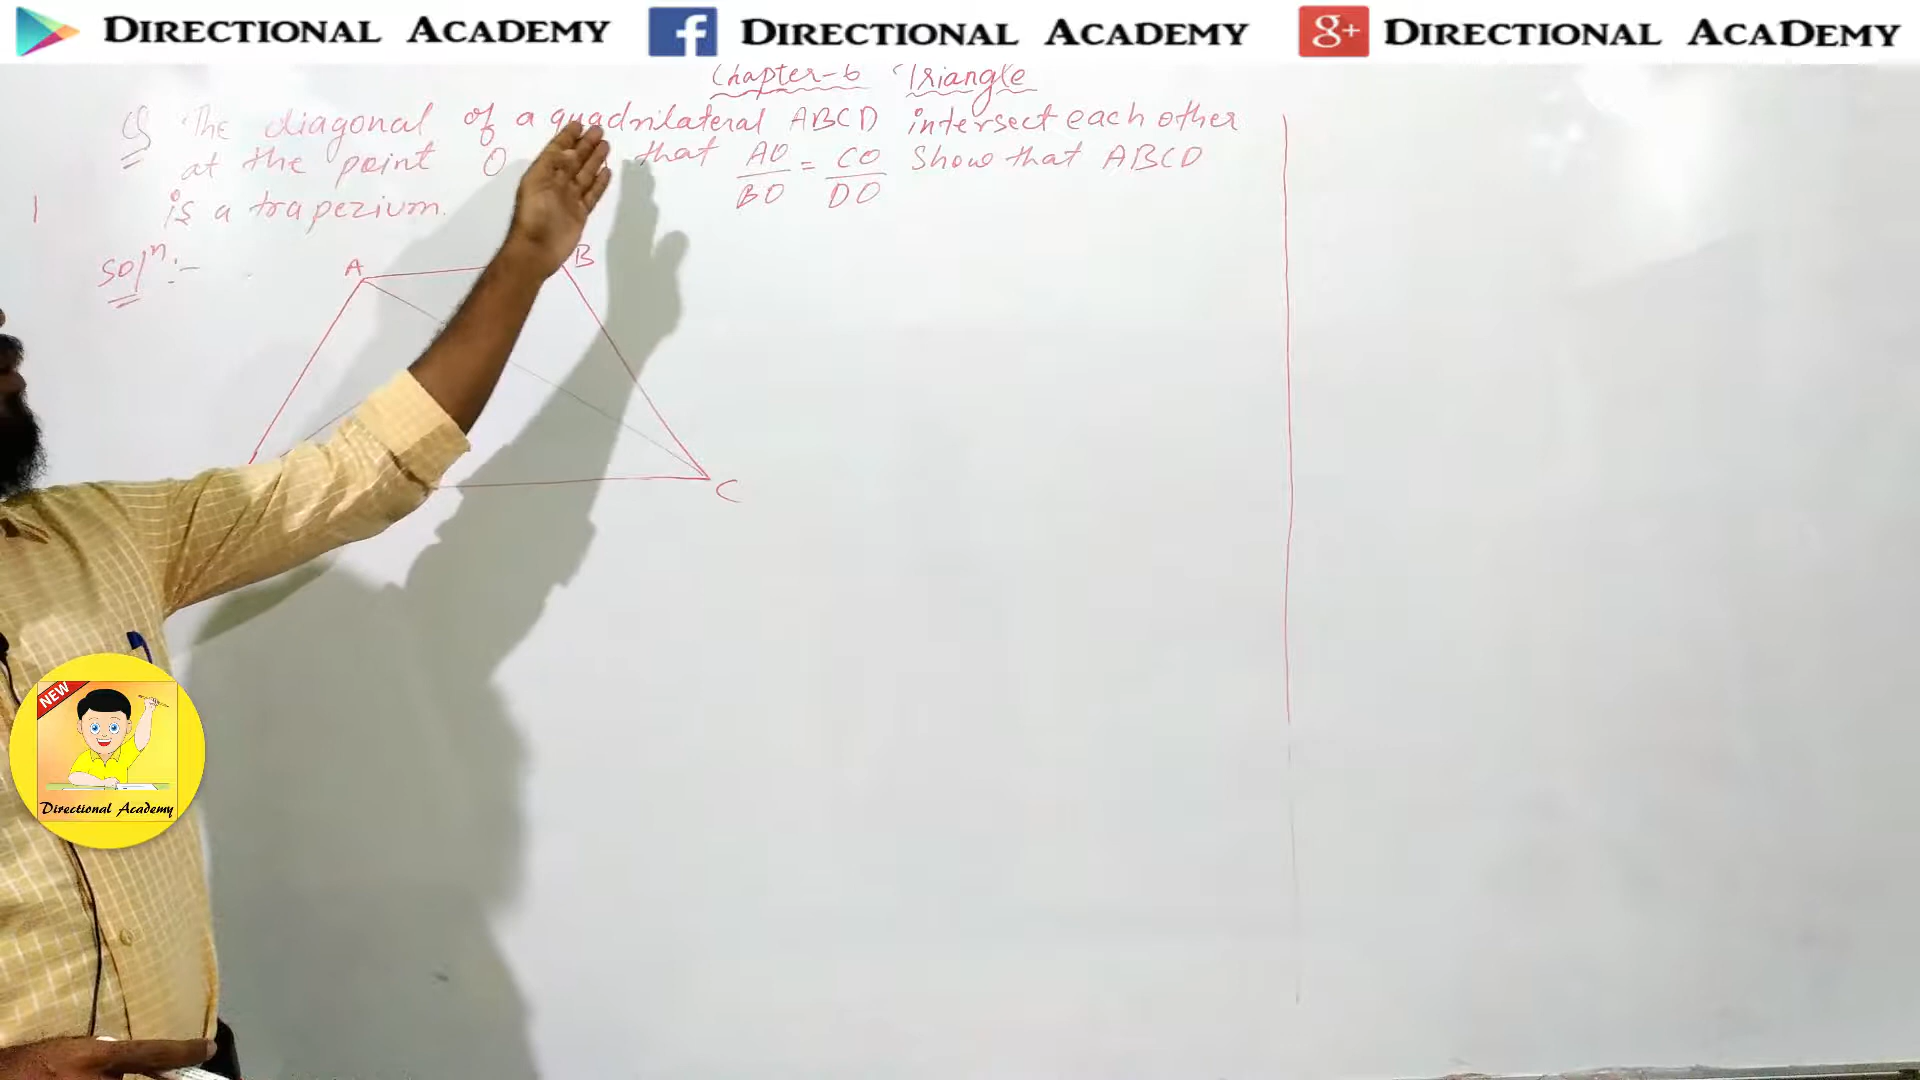 DIRECTIONAL ACADEMY
f DIRECTIONAL ACADEMY
g+ DIRECTIONAL ACADEMY
Chapter-6 Triangle
Q The diagonal of a quadrilateral ABCD intersect each other
at the point O that AO/BO = CO/DO Show that ABCD
is a trapezium.
1
Solⁿ:-
A
B
C
NEW
Directional Academy